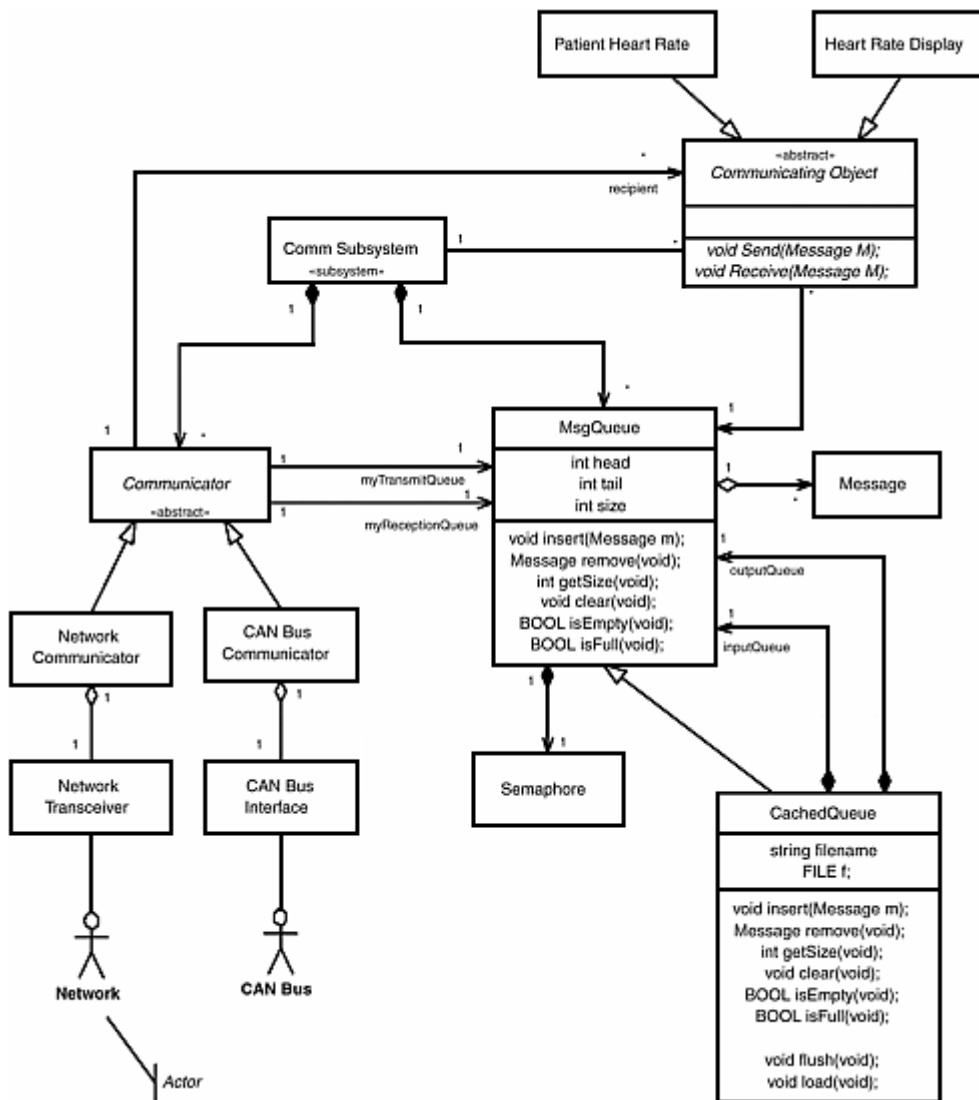 Patient Heart Rate
Heart Rate Display
«abstract»
Communicating Object
*
recipient
void Send(Message M);
void Receive(Message M);
Comm Subsystem
«subsystem»
1
*
1
1
*
1
*
*
1
Communicator
«abstract»
1
*
1
myTransmitQueue
1
1
myReceptionQueue
1
MsgQueue
int head
int tail
int size
void insert(Message m);
Message remove(void);
int getSize(void);
void clear(void);
BOOL isEmpty(void);
BOOL isFull(void);
1
*
Message
1
outputQueue
1
inputQueue
Network
Communicator
CAN Bus
Communicator
1
1
1
1
Network
Transceiver
CAN Bus
Interface
1
1
Semaphore
Network
CAN Bus
Actor
CachedQueue
string filename
FILE f;
void insert(Message m);
Message remove(void);
int getSize(void);
void clear(void);
BOOL isEmpty(void);
BOOL isFull(void);
void flush(void);
void load(void);